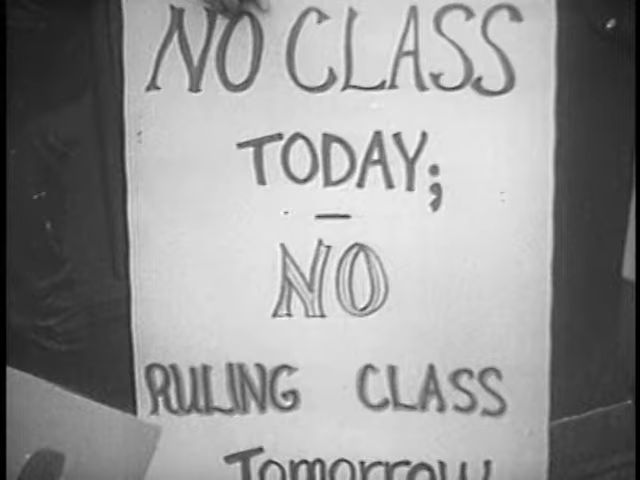 NO CLASS
TODAY;
—
NO
RULING CLASS
Tomorrow